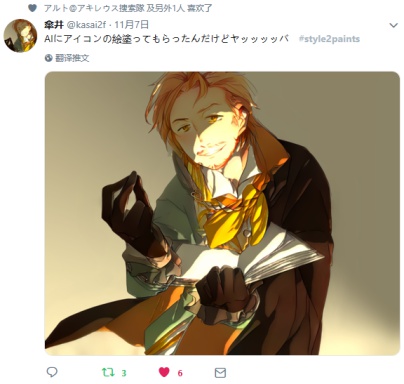 アルト@アキレウス捜索隊 及另外1人 喜欢了
傘井 @kasai2f · 11月7日
AIにアイコンの絵塗ってもらったんだけどヤッッッッバ #style2paints
翻译推文
3 6